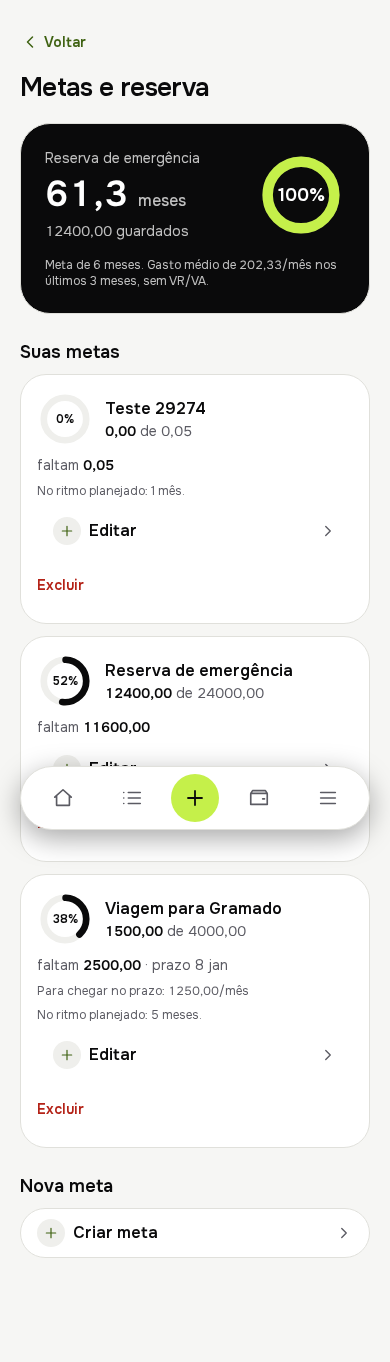 Voltar
Metas e reserva
Reserva de emergência
61,3 meses
12400,00 guardados
100%
Meta de 6 meses. Gasto médio de 202,33/mês nos
últimos 3 meses, sem VR/VA.
Suas metas
0%
Teste 29274
0,00 de 0,05
faltam 0,05
No ritmo planejado: 1 mês.
Editar
Excluir
52%
Reserva de emergência
12400,00 de 24000,00
faltam 11600,00
Editar
38%
Viagem para Gramado
1500,00 de 4000,00
faltam 2500,00 · prazo 8 jan
Para chegar no prazo: 1250,00/mês
No ritmo planejado: 5 meses.
Editar
Excluir
Nova meta
Criar meta